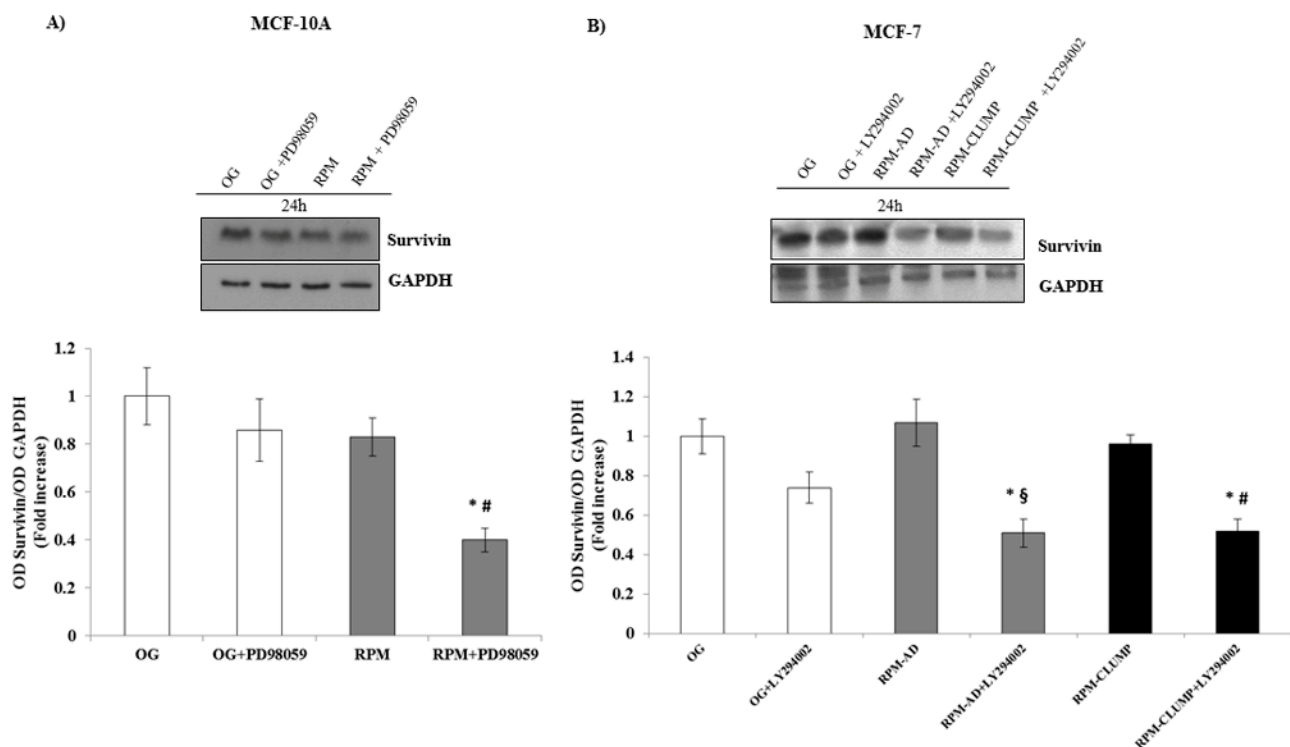 A)
MCF-10A
OG
OG +PD98059
RPM
RPM + PD98059
24h
Survivin
GAPDH
1.2
1
0.8
0.6
0.4
0.2
0
OD Survivin/OD GAPDH
(Fold increase)
* #
OG
OG+PD98059
RPM
RPM+PD98059
B)
MCF-7
OG
OG + LY294002
RPM-AD
RPM-AD +LY294002
RPM-CLUMP
RPM-CLUMP +LY294002
24h
Survivin
GAPDH
1.4
1.2
1
0.8
0.6
0.4
0.2
0
OD Survivin/OD GAPDH
(Fold increase)
* §
* #
OG
OG+LY294002
RPM-AD
RPM-AD+LY294002
RPM-CLUMP
RPM-CLUMP+LY294002